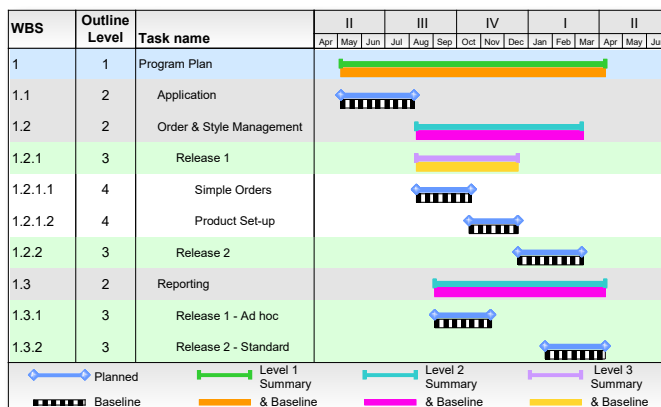 WBS Outline Level Task name II III IV I II
Apr May Jun Jul Aug Sep Oct Nov Dec Jan Feb Mar Apr May Jun
1 1 Program Plan
1.1 2 Application
1.2 2 Order & Style Management
1.2.1 3 Release 1
1.2.1.1 4 Simple Orders
1.2.1.2 4 Product Set-up
1.2.2 3 Release 2
1.3 2 Reporting
1.3.1 3 Release 1 - Ad hoc
1.3.2 3 Release 2 - Standard
Planned Level 1 Summary Level 2 Summary Level 3 Summary
Baseline & Baseline & Baseline & Baseline